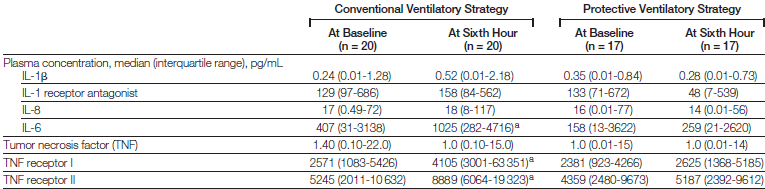 Conventional Ventilatory Strategy Protective Ventilatory Strategy
At Baseline At Sixth Hour At Baseline At Sixth Hour
(n = 20) (n = 20) (n = 17) (n = 17)
Plasma concentration, median (interquartile range), pg/mL
IL-1β 0.24 (0.01-1.28) 0.52 (0.01-2.18) 0.35 (0.01-0.84) 0.28 (0.01-0.73)
IL-1 receptor antagonist 129 (97-686) 158 (84-562) 133 (71-672) 48 (7-539)
IL-8 17 (0.49-72) 18 (8-117) 16 (0.01-77) 14 (0.01-56)
IL-6 407 (31-3138) 1025 (282-4716)a 158 (13-3622) 259 (21-2620)
Tumor necrosis factor (TNF) 1.40 (0.10-22.0) 1.0 (0.10-15.0) 1.0 (0.01-15) 1.0 (0.01-14)
TNF receptor I 2571 (1083-5426) 4105 (3001-63 351)a 2381 (923-4266) 2625 (1368-5185)
TNF receptor II 5245 (2011-10 632) 8889 (6064-19 323)a 4359 (2480-9673) 5187 (2392-9612)